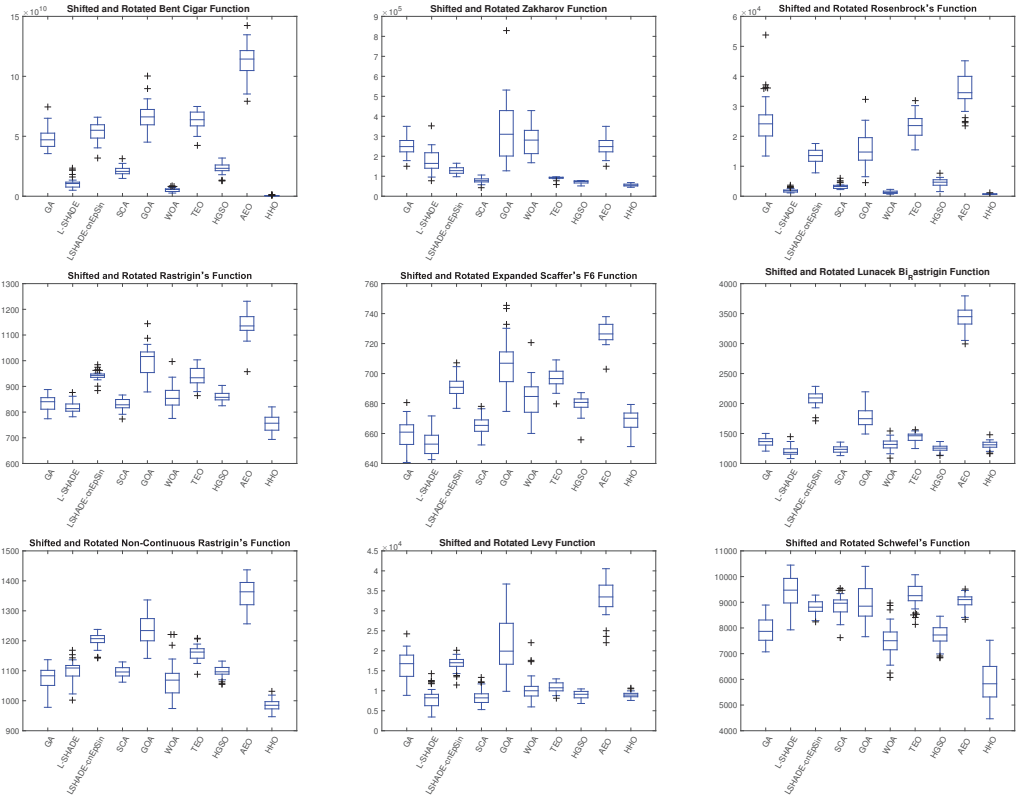 Shifted and Rotated Bent Cigar Function
×10^10
15
10
5
0
GA
L-SHADE
LSHADE-cnEpSin
SCA
GOA
WOA
TEO
HGSO
AEO
HHO
Shifted and Rotated Zakharov Function
×10^5
9
8
7
6
5
4
3
2
1
0
GA
L-SHADE
LSHADE-cnEpSin
SCA
GOA
WOA
TEO
HGSO
AEO
HHO
Shifted and Rotated Rosenbrock's Function
×10^4
6
5
4
3
2
1
0
GA
L-SHADE
LSHADE-cnEpSin
SCA
GOA
WOA
TEO
HGSO
AEO
HHO
Shifted and Rotated Rastrigin's Function
1300
1200
1100
1000
900
800
700
600
GA
L-SHADE
LSHADE-cnEpSin
SCA
GOA
WOA
TEO
HGSO
AEO
HHO
Shifted and Rotated Expanded Scaffer's F6 Function
760
740
720
700
680
660
640
GA
L-SHADE
LSHADE-cnEpSin
SCA
GOA
WOA
TEO
HGSO
AEO
HHO
Shifted and Rotated Lunacek Bi_Rastrigin Function
4000
3500
3000
2500
2000
1500
1000
GA
L-SHADE
LSHADE-cnEpSin
SCA
GOA
WOA
TEO
HGSO
AEO
HHO
Shifted and Rotated Non-Continuous Rastrigin's Function
1500
1400
1300
1200
1100
1000
900
GA
L-SHADE
LSHADE-cnEpSin
SCA
GOA
WOA
TEO
HGSO
AEO
HHO
Shifted and Rotated Levy Function
×10^4
4.5
4
3.5
3
2.5
2
1.5
1
0.5
0
GA
L-SHADE
LSHADE-cnEpSin
SCA
GOA
WOA
TEO
HGSO
AEO
HHO
Shifted and Rotated Schwefel's Function
11000
10000
9000
8000
7000
6000
5000
4000
GA
L-SHADE
LSHADE-cnEpSin
SCA
GOA
WOA
TEO
HGSO
AEO
HHO